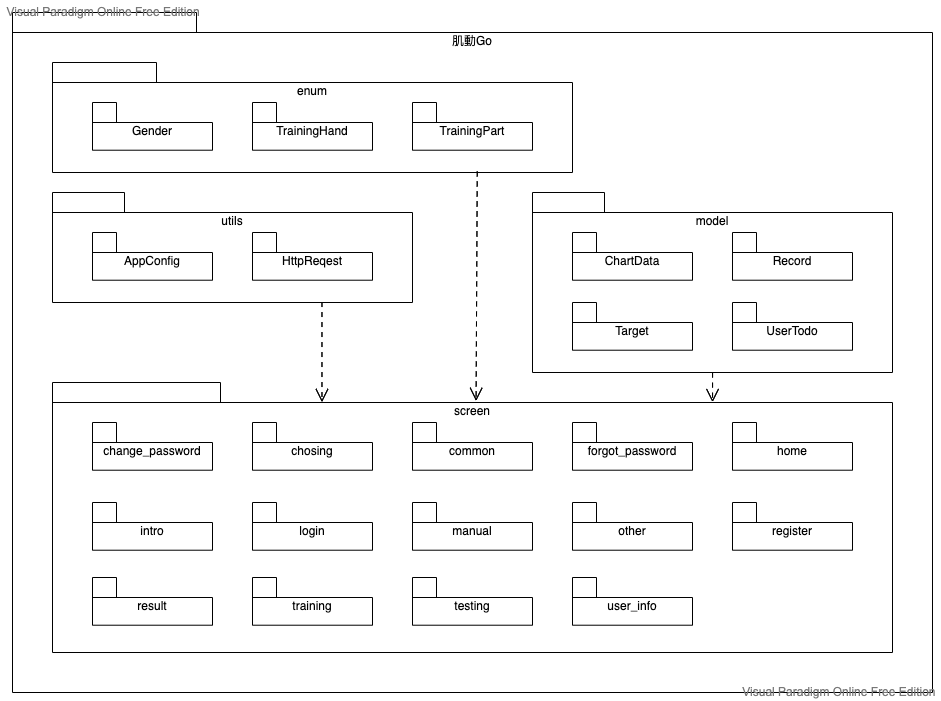 Visual Paradigm Online Free Edition
肌動Go
enum
Gender
TrainingHand
TrainingPart
utils
AppConfig
HttpReqest
model
ChartData
Record
Target
UserTodo
screen
change_password
chosing
common
forgot_password
home
intro
login
manual
other
register
result
training
testing
user_info
Visual Paradigm Online Free Edition